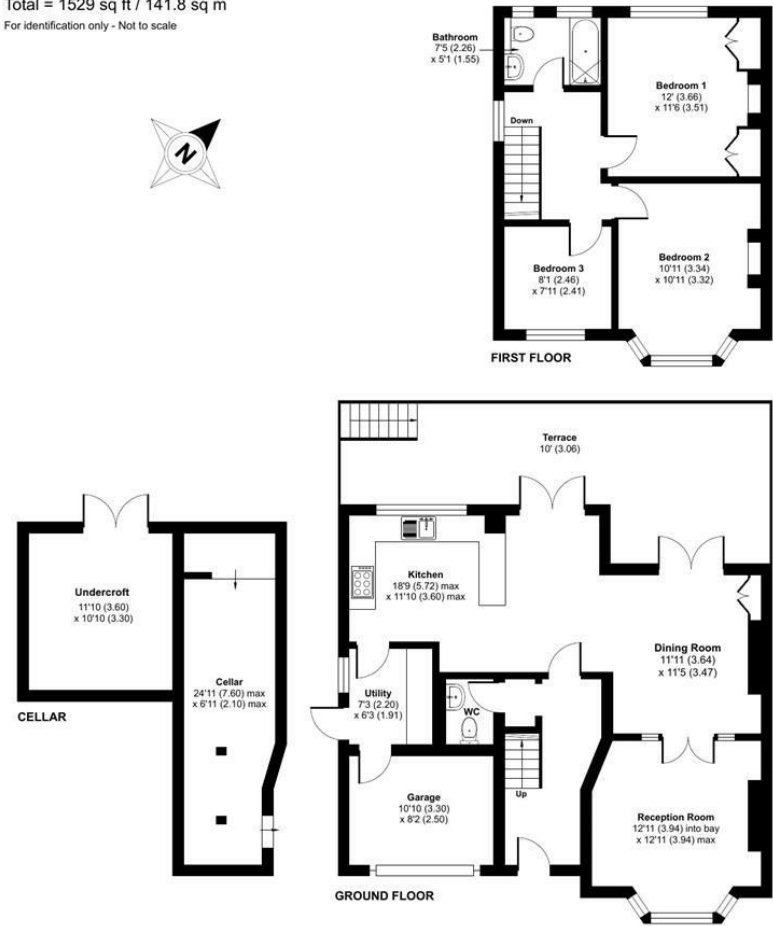 Total = 1529 sq ft / 141.8 sq m
For identification only - Not to scale
N
Bathroom
7'5 (2.26)
x 5'1 (1.55)
Bedroom 1
12' (3.66)
x 11'6 (3.51)
Down
Bedroom 2
10'11 (3.34)
x 10'11 (3.32)
Bedroom 3
8'1 (2.46)
x 7'11 (2.41)
FIRST FLOOR
Terrace
10' (3.06)
Kitchen
18'9 (5.72) max
x 11'10 (3.60) max
Undercroft
11'10 (3.60)
x 10'10 (3.30)
Cellar
24'11 (7.60) max
x 6'11 (2.10) max
CELLAR
Dining Room
11'11 (3.64)
x 11'5 (3.47)
Utility
7'3 (2.20)
x 6'3 (1.91)
WC
Up
Garage
10'10 (3.30)
x 8'2 (2.50)
Reception Room
12'11 (3.94) into bay
x 12'11 (3.94) max
GROUND FLOOR